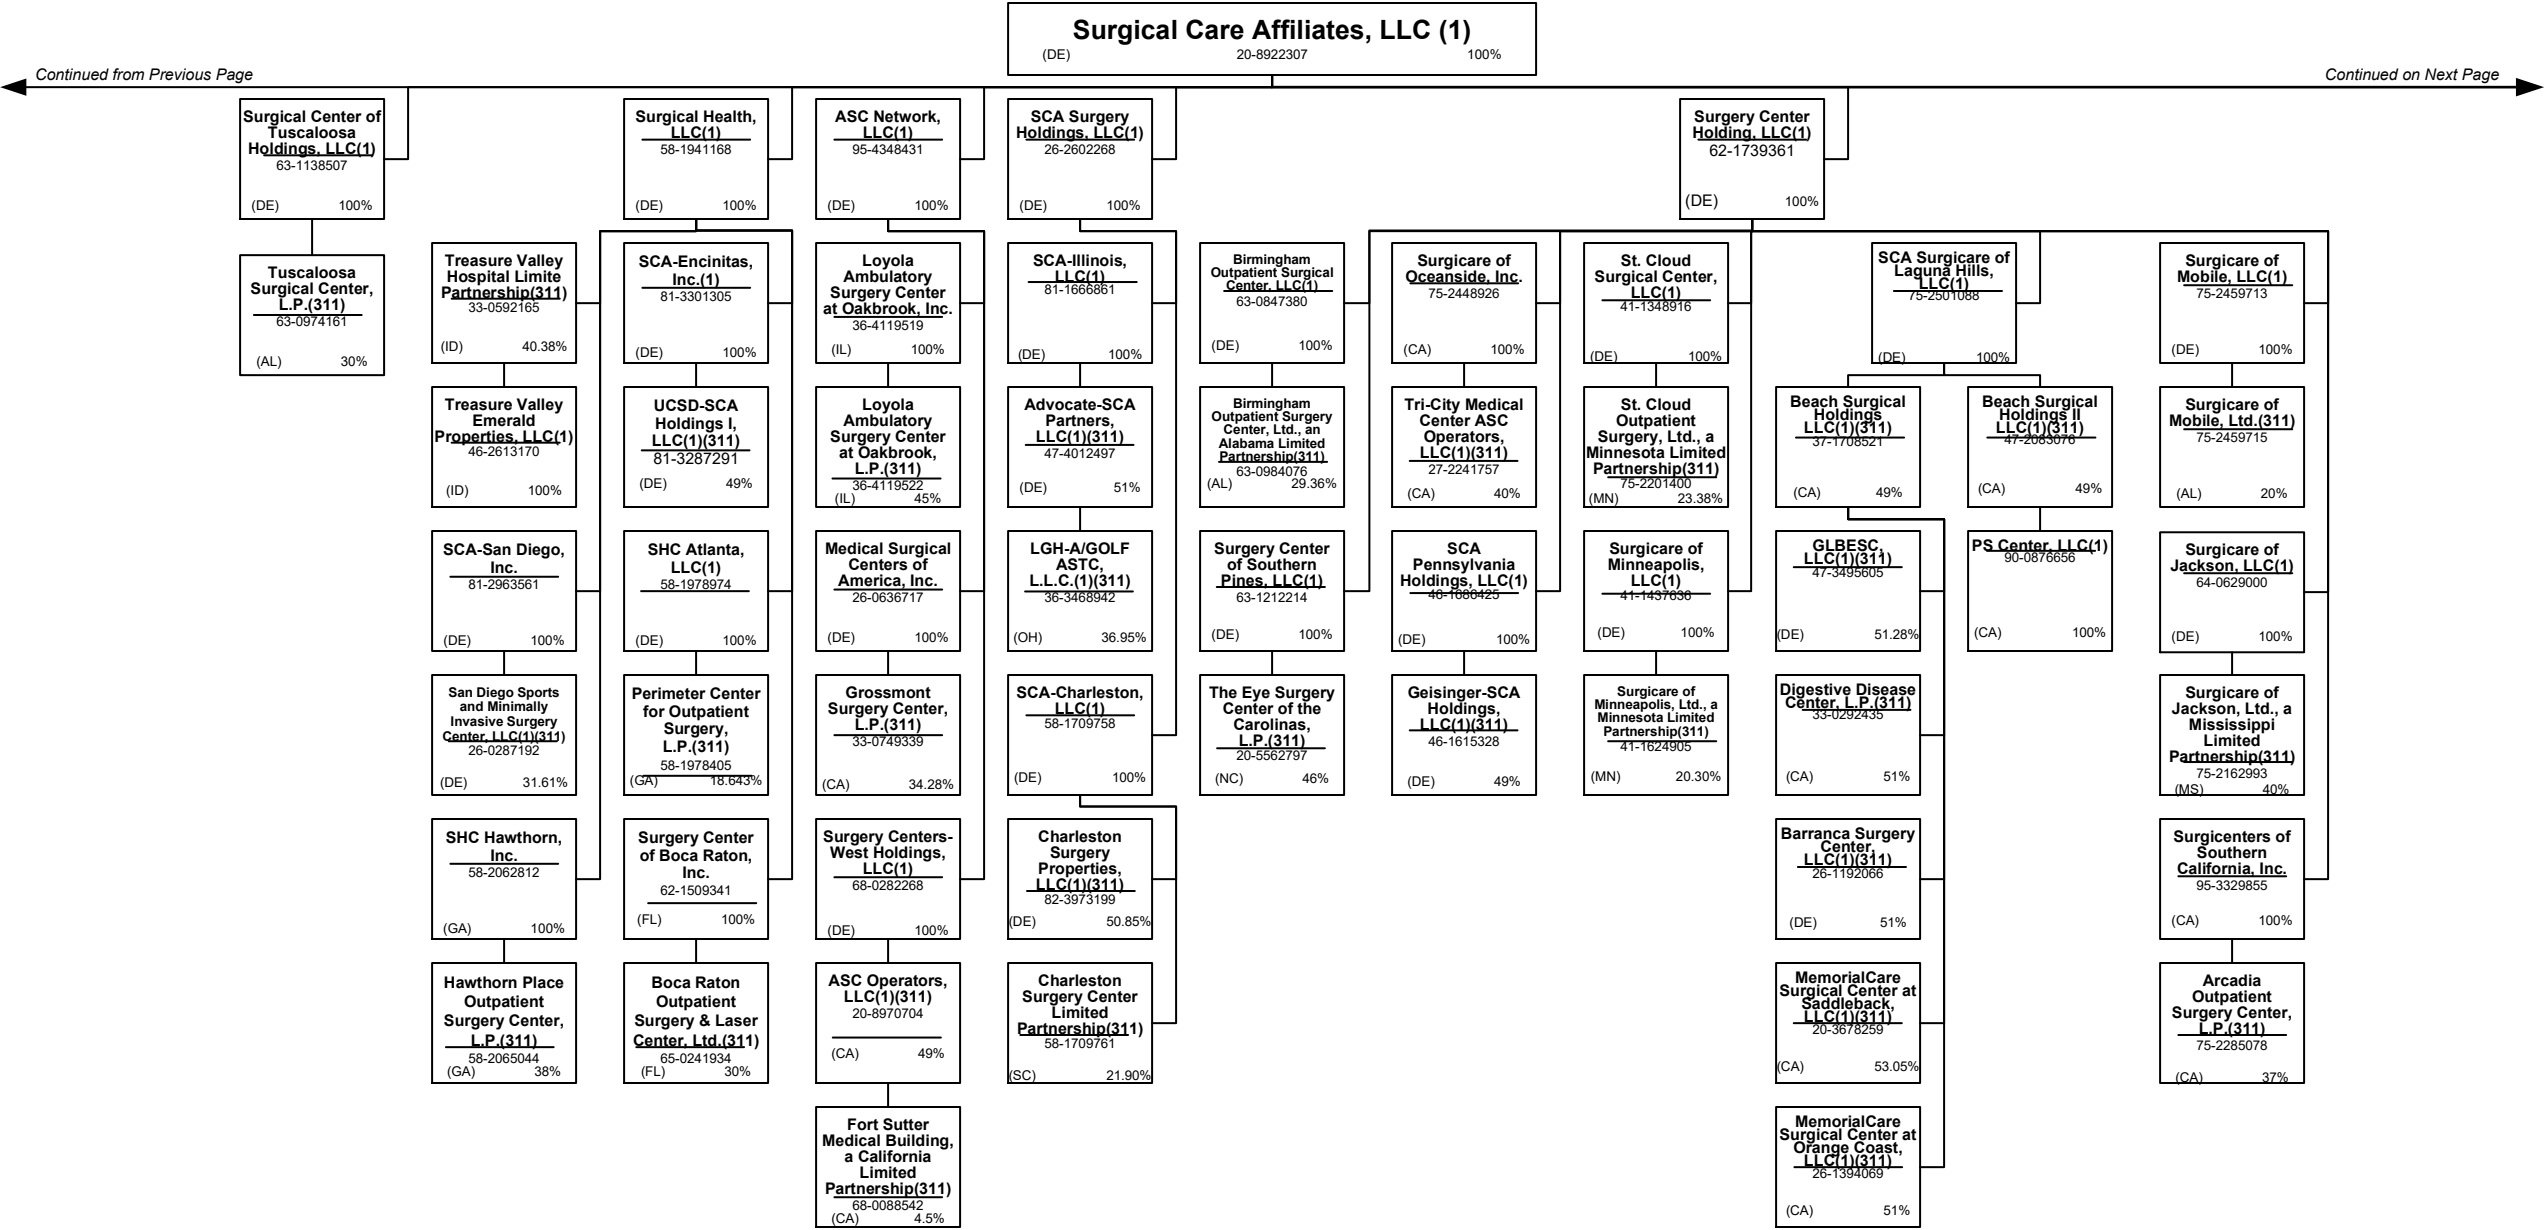 Surgical Care Affiliates, LLC (1)
(DE) 20-8922307 100%
Continued from Previous Page
Continued on Next Page
Surgical Center of
Tuscaloosa
Holdings, LLC(1)
63-1138507
(DE) 100%
Surgical Health,
LLC(1)
58-1941168
(DE) 100%
ASC Network,
LLC(1)
95-4348431
(DE) 100%
SCA Surgery
Holdings, LLC(1)
26-2602268
(DE) 100%
Surgery Center
Holding, LLC(1)
62-1739361
(DE) 100%
Tuscaloosa
Surgical Center,
L.P.(311)
63-0974161
(AL) 30%
Treasure Valley
Hospital Limite
Partnership(311)
33-0592165
(ID) 40.38%
SCA-Encinitas,
Inc.(1)
81-3301305
(DE) 100%
Loyola
Ambulatory
Surgery Center
at Oakbrook, Inc.
36-4119519
(IL) 100%
SCA-Illinois,
LLC(1)
81-1666861
(DE) 100%
Birmingham
Outpatient Surgical
Center, LLC(1)
63-0847380
(DE) 100%
Surgicare of
Oceanside, Inc.
75-2448926
(CA) 100%
St. Cloud
Surgical Center,
LLC(1)
41-1348916
(DE) 100%
SCA Surgicare of
Laguna Hills,
LLC(1)
75-2501088
(DE) 100%
Surgicare of
Mobile, LLC(1)
75-2459713
(DE) 100%
Treasure Valley
Emerald
Properties, LLC(1)
46-2613170
(ID) 100%
UCSD-SCA
Holdings I,
LLC(1)(311)
81-3287291
(DE) 49%
Loyola
Ambulatory
Surgery Center
at Oakbrook,
L.P.(311)
36-4119522
(IL) 45%
Advocate-SCA
Partners,
LLC(1)(311)
47-4012497
(DE) 51%
Birmingham
Outpatient Surgery
Center, Ltd., an
Alabama Limited
Partnership(311)
63-0984076
(AL) 29.36%
Tri-City Medical
Center ASC
Operators,
LLC(1)(311)
27-2241757
(CA) 40%
St. Cloud
Outpatient
Surgery, Ltd., a
Minnesota Limited
Partnership(311)
75-2201400
(MN) 23.38%
Beach Surgical
Holdings
LLC(1)(311)
37-1708521
(CA) 49%
Beach Surgical
Holdings II
LLC(1)(311)
47-2083076
(CA) 49%
Surgicare of
Mobile, Ltd.(311)
75-2459715
(AL) 20%
SCA-San Diego,
Inc.
81-2963561
(DE) 100%
SHC Atlanta,
LLC(1)
58-1978974
(DE) 100%
Medical Surgical
Centers of
America, Inc.
26-0636717
(DE) 100%
LGH-A/GOLF
ASTC,
L.L.C.(1)(311)
36-3468942
(OH) 36.95%
Surgery Center
of Southern
Pines, LLC(1)
63-1212214
(DE) 100%
SCA
Pennsylvania
Holdings, LLC(1)
46-1686425
(DE) 100%
Surgicare of
Minneapolis,
LLC(1)
41-1437636
(DE) 100%
GLBESC,
LLC(1)(311)
47-3495605
(DE) 51.28%
PS Center, LLC(1)
90-0876656
(CA) 100%
Surgicare of
Jackson, LLC(1)
64-0629000
(DE) 100%
San Diego Sports
and Minimally
Invasive Surgery
Center, LLC(1)(311)
26-0287192
(DE) 31.61%
Perimeter Center
for Outpatient
Surgery,
L.P.(311)
58-1978405
(GA) 18.643%
Grossmont
Surgery Center,
L.P.(311)
33-0749339
(CA) 34.28%
SCA-Charleston,
LLC(1)
58-1709758
(DE) 100%
The Eye Surgery
Center of the
Carolinas,
L.P.(311)
20-5562797
(NC) 46%
Geisinger-SCA
Holdings,
LLC(1)(311)
46-1615328
(DE) 49%
Surgicare of
Minneapolis, Ltd., a
Minnesota Limited
Partnership(311)
41-1624905
(MN) 20.30%
Digestive Disease
Center, L.P.(311)
33-0292435
(CA) 51%
Surgicare of
Jackson, Ltd., a
Mississippi
Limited
Partnership(311)
75-2162993
(MS) 40%
SHC Hawthorn,
Inc.
58-2062812
(GA) 100%
Surgery Center
of Boca Raton,
Inc.
62-1509341
(FL) 100%
Surgery Centers-
West Holdings,
LLC(1)
68-0282268
(DE) 100%
Charleston
Surgery
Properties,
LLC(1)(311)
82-3973199
(DE) 50.85%
Barranca Surgery
Center,
LLC(1)(311)
26-1192066
(DE) 51%
Surgicenters of
Southern
California, Inc.
95-3329855
(CA) 100%
Hawthorn Place
Outpatient
Surgery Center,
L.P.(311)
58-2065044
(GA) 38%
Boca Raton
Outpatient
Surgery & Laser
Center, Ltd.(311)
65-0241934
(FL) 30%
ASC Operators,
LLC(1)(311)
20-8970704
(CA) 49%
Charleston
Surgery Center
Limited
Partnership(311)
58-1709761
(SC) 21.90%
MemorialCare
Surgical Center at
Saddleback,
LLC(1)(311)
20-3678259
(CA) 53.05%
Arcadia
Outpatient
Surgery Center,
L.P.(311)
75-2285078
(CA) 37%
Fort Sutter
Medical Building,
a California
Limited
Partnership(311)
68-0088542
(CA) 4.5%
MemorialCare
Surgical Center at
Orange Coast,
LLC(1)(311)
26-1394069
(CA) 51%